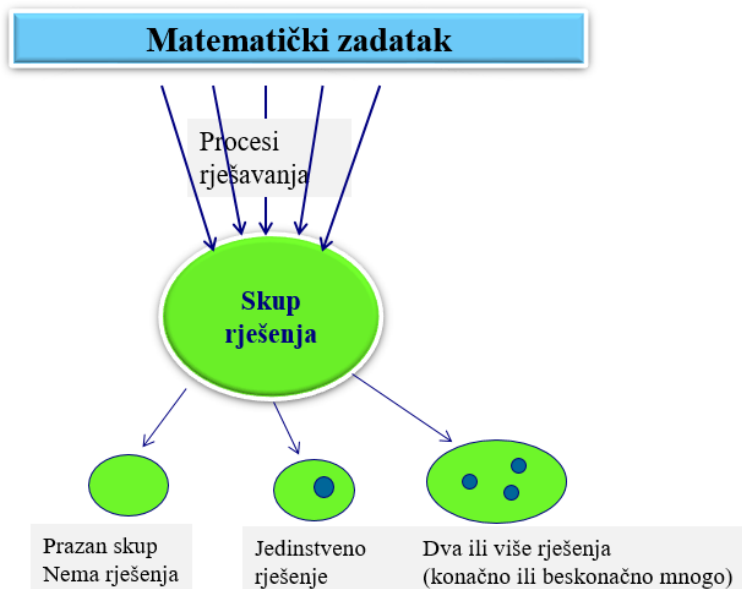 Matematički zadatak
Procesi
rješavanja
Skup
rješenja
Prazan skup
Nema rješenja
Jedinstveno
rješenje
Dva ili više rješenja
(konačno ili beskonačno mnogo)